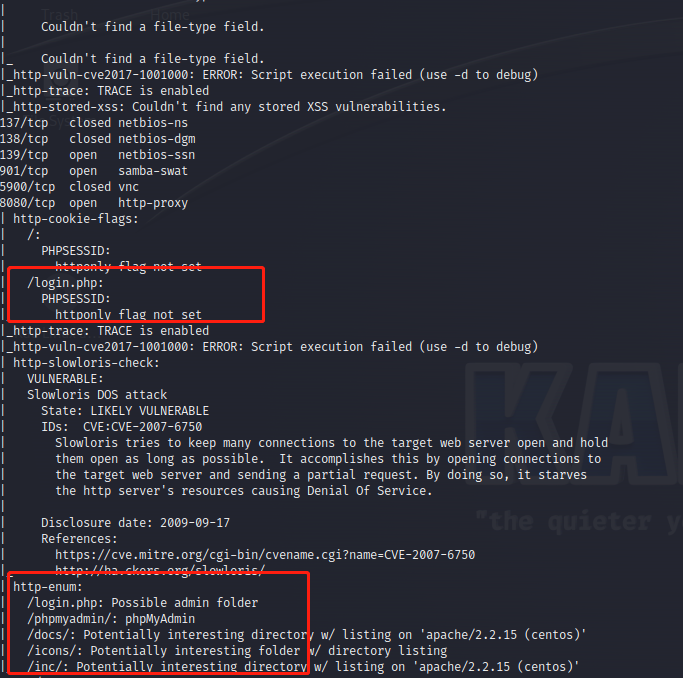 |
|     Couldn't find a file-type field.
|
|_    Couldn't find a file-type field.
|_http-vuln-cve2017-1001000: ERROR: Script execution failed (use -d to debug)
|_http-trace: TRACE is enabled
|_http-stored-xss: Couldn't find any stored XSS vulnerabilities.
137/tcp  closed netbios-ns
138/tcp  closed netbios-dgm
139/tcp  open   netbios-ssn
901/tcp  open   samba-swat
5900/tcp closed vnc
8080/tcp open   http-proxy
| http-cookie-flags:
|   /:
|     PHPSESSID:
|       httponly flag not set
|   /login.php:
|     PHPSESSID:
|       httponly flag not set
|_http-trace: TRACE is enabled
|_http-vuln-cve2017-1001000: ERROR: Script execution failed (use -d to debug)
| http-slowloris-check:
|   VULNERABLE:
|   Slowloris DOS attack
|     State: LIKELY VULNERABLE
|     IDs:  CVE:CVE-2007-6750
|       Slowloris tries to keep many connections to the target web server open and hold
|       them open as long as possible.  It accomplishes this by opening connections to
|       the target web server and sending a partial request. By doing so, it starves
|       the http server's resources causing Denial Of Service.
|
|     Disclosure date: 2009-09-17
|     References:
|       https://cve.mitre.org/cgi-bin/cvename.cgi?name=CVE-2007-6750
|_      http://ha.ckers.org/slowloris/
| http-enum:
|   /login.php: Possible admin folder
|   /phpmyadmin/: phpMyAdmin
|   /docs/: Potentially interesting directory w/ listing on 'apache/2.2.15 (centos)'
|   /icons/: Potentially interesting folder w/ directory listing
|   /inc/: Potentially interesting directory w/ listing on 'apache/2.2.15 (centos)'
KA
"the quieter y